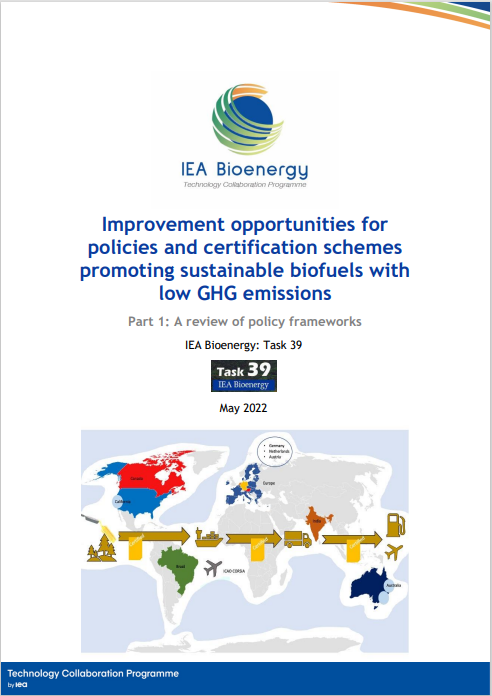 IEA Bioenergy
Technology Collaboration Programme
Improvement opportunities for
policies and certification schemes
promoting sustainable biofuels with
low GHG emissions
Part 1: A review of policy frameworks
IEA Bioenergy: Task 39
Task 39
IEA Bioenergy
May 2022
Germany
Netherlands
Austria
Canada
Europe
California
India
Brazil
ICAO CORSIA
Australia
Technology Collaboration Programme
by iea